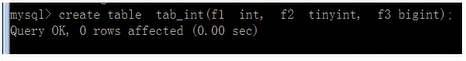 mysql> create table  tab_int(f1  int,  f2  tinyint,  f3 bigint);
Query OK, 0 rows affected (0.00 sec)